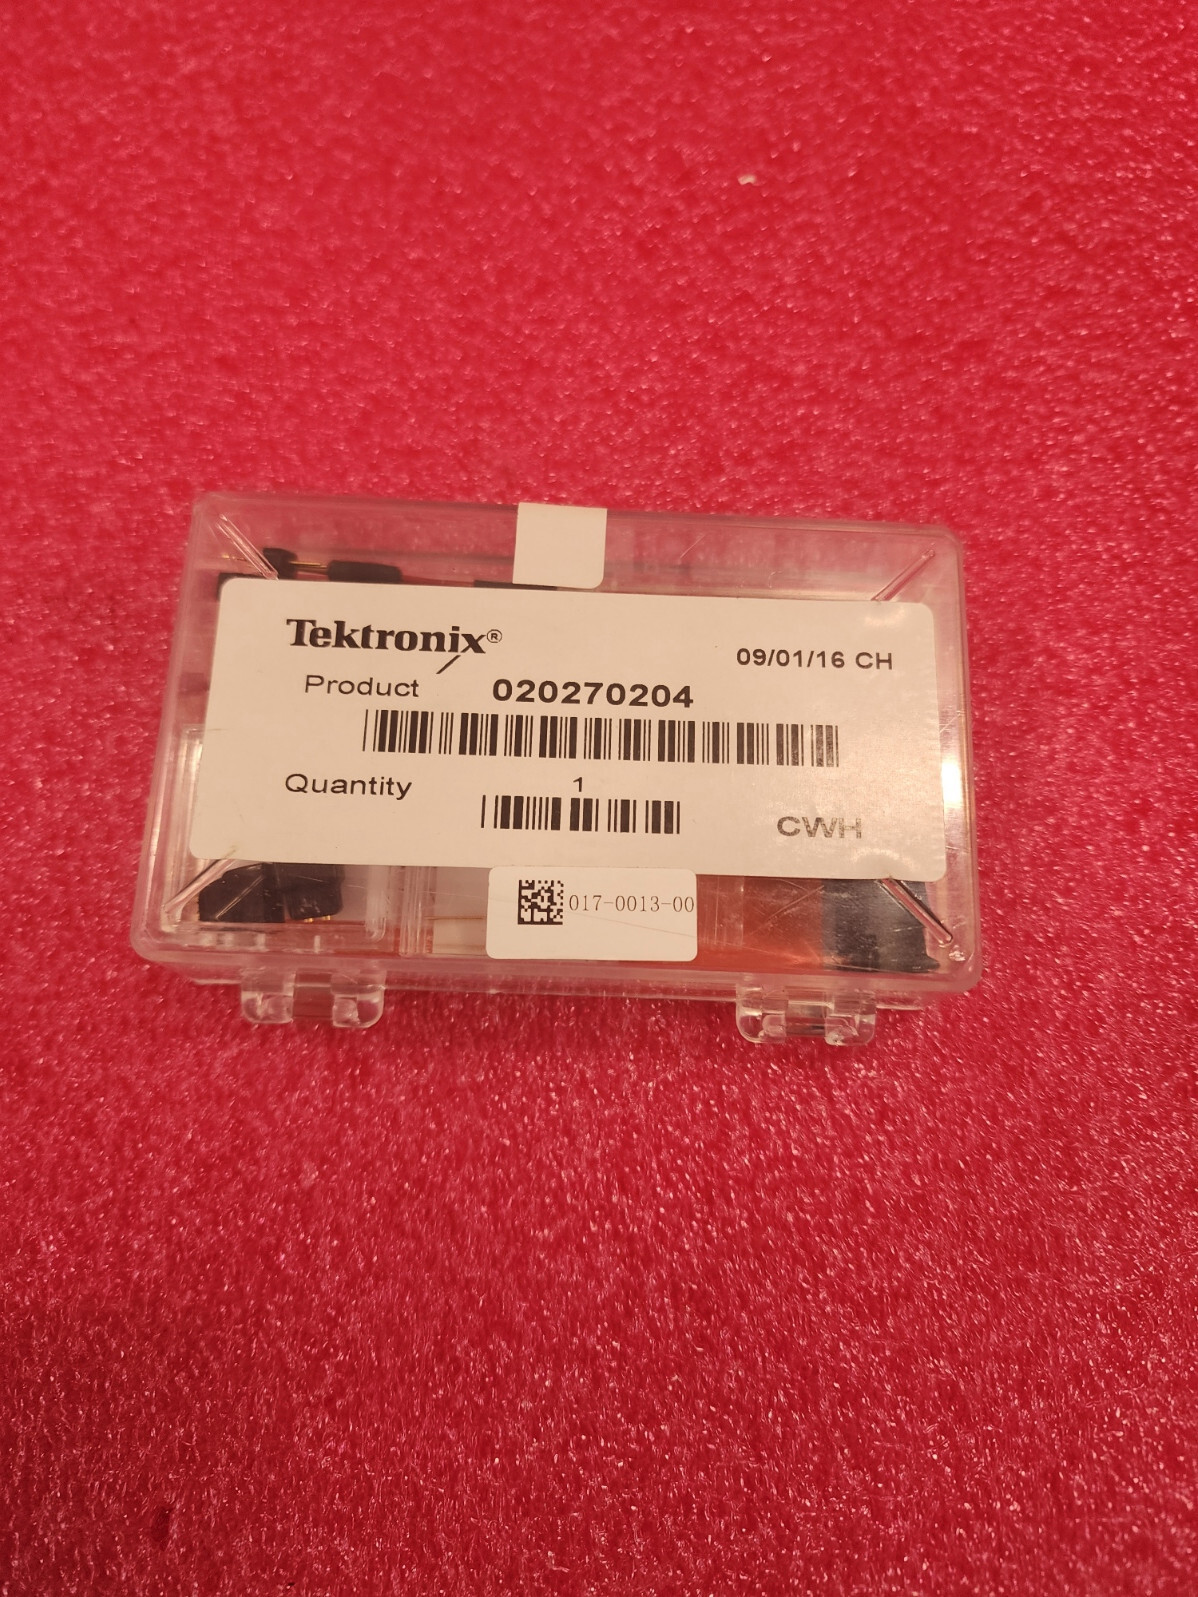 Tektronix®
09/01/16 CH
Product 020270204
Quantity 1
CWH
017-0013-00